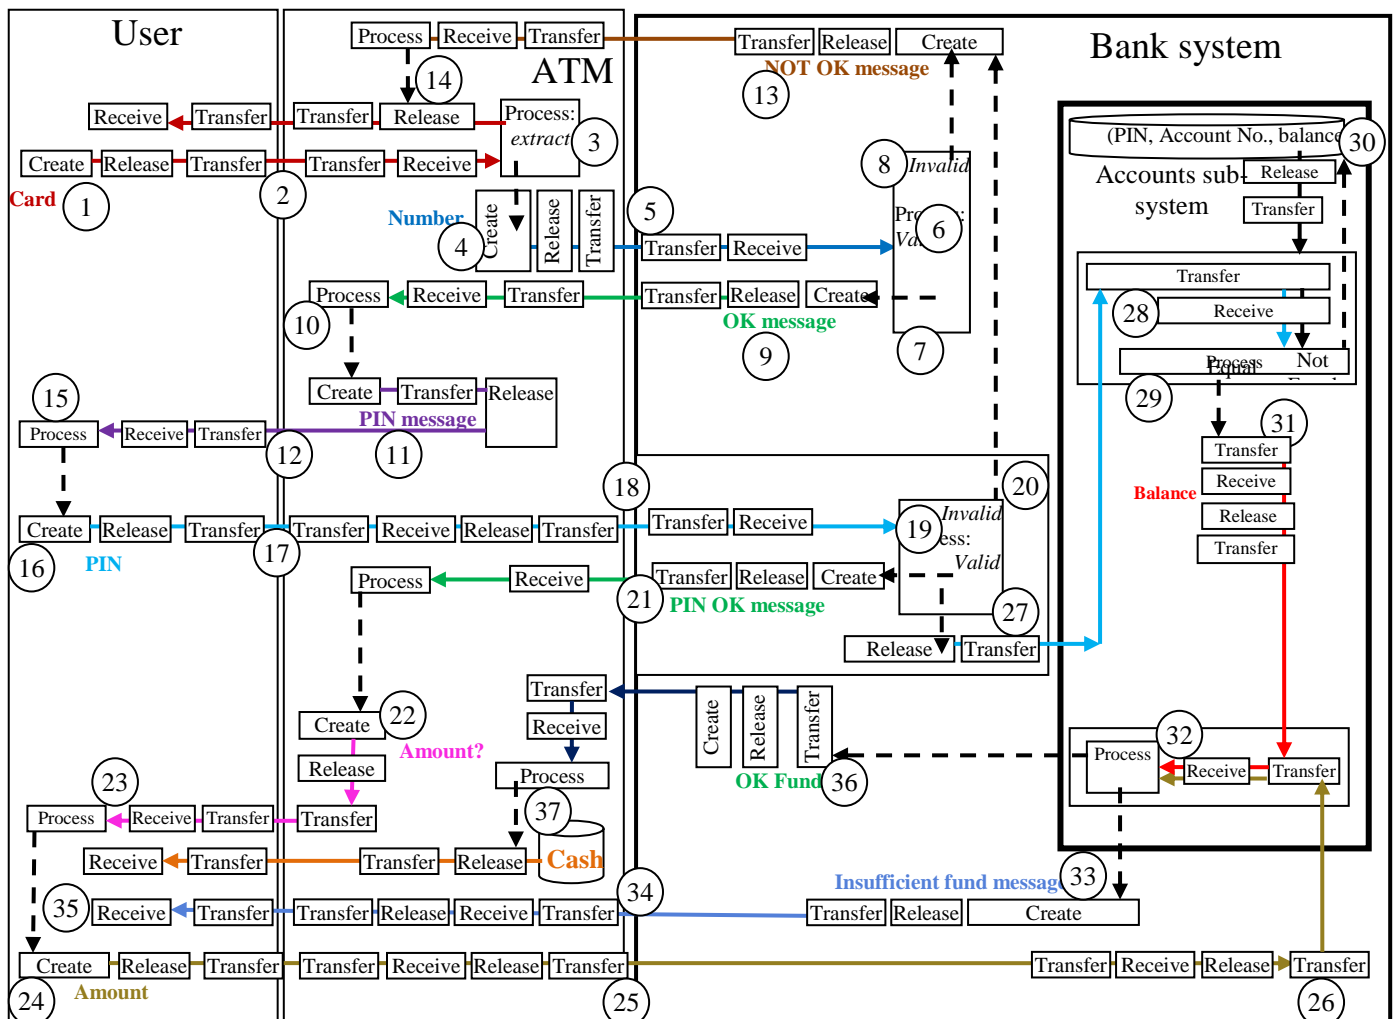 User
ATM
Bank system
Process Receive Transfer
Transfer Release Create
NOT OK message
14
13
Receive Transfer Transfer Release
Process:
extract
3
Create Release Transfer Transfer Receive
Card
1
2
(PIN, Account No., balance
30
Accounts sub-
system
Release
Transfer
8
Invalid
6
Number
4
Create
Release
Transfer
5
Transfer Receive
Process Receive Transfer
Transfer Release Create
OK message
10
9
7
Transfer
28
Receive
Process
Equal
Not
29
Create Transfer Release
PIN message
15
Process Receive Transfer
12
11
31
Transfer
Receive
Balance
Release
Transfer
18
20
Create Release Transfer Transfer Receive Release Transfer
Transfer Receive
19
Invalid
ess:
Valid
16
PIN
17
Process Receive
21
Transfer Release Create
PIN OK message
27
Release Transfer
Transfer
Receive
Process
Create
Release
Transfer
OK Fund
36
Create
22
Amount?
Release
Transfer
Process
32
Receive Transfer
23
Process Receive Transfer
37
Receive Transfer Transfer Release
Cash
Insufficient fund message
33
34
35
Receive Transfer Transfer Release Receive Transfer
Transfer Release Create
Create Release Transfer Transfer Receive Release Transfer
Transfer Receive Release Transfer
24
Amount
25
26